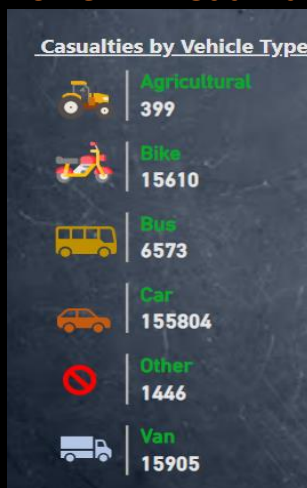 Casualties by Vehicle Type
Agricultural
399
Bike
15610
Bus
6573
Car
155804
Other
1446
Van
15905